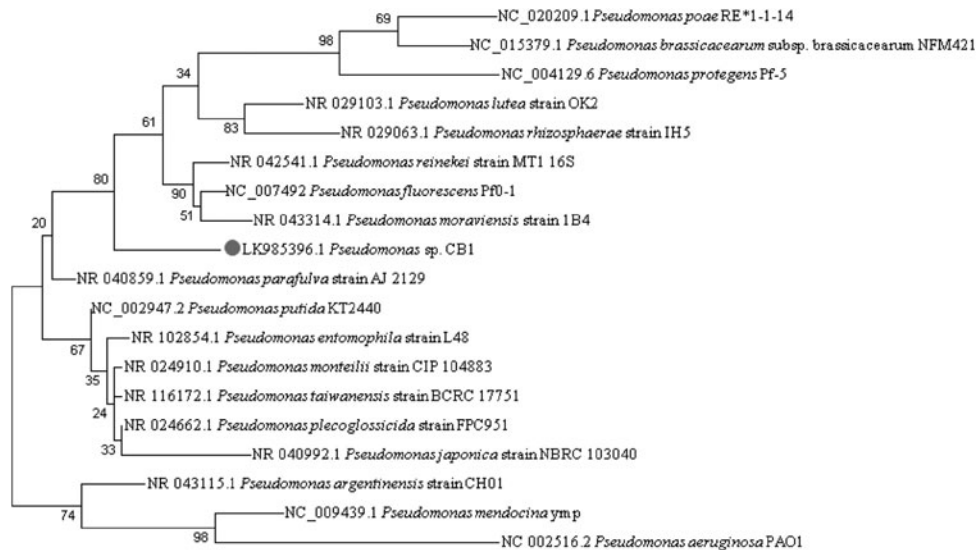 NC_020209.1 Pseudomonas poae RE*1-1-14
69
NC_015379.1 Pseudomonas brassicacearum subsp. brassicacearum NFM421
98
NC_004129.6 Pseudomonas protegens Pf-5
34
NR 029103.1 Pseudomonas lutea strain OK2
83
NR 029063.1 Pseudomonas rhizosphaerae strain IH5
61
NR 042541.1 Pseudomonas reinekei strain MT1 16S
90
NC_007492 Pseudomonas fluorescens Pf0-1
51
NR 043314.1 Pseudomonas moraviensis strain 1B4
80
LK985396.1 Pseudomonas sp. CB1
20
NR 040859.1 Pseudomonas parafulva strain AJ 2129
NC_002947.2 Pseudomonas putida KT2440
67
NR 102854.1 Pseudomonas entomophila strain L48
35
NR 024910.1 Pseudomonas monteilii strain CIP 104883
24
NR 116172.1 Pseudomonas taiwanensis strain BCRC 17751
NR 024662.1 Pseudomonas plecoglossicida strain FPC951
33
NR 040992.1 Pseudomonas japonica strain NBRC 103040
NR 043115.1 Pseudomonas argentinensis strain CH01
74
NC_009439.1 Pseudomonas mendocina ymp
98
NC 002516.2 Pseudomonas aeruginosa PAO1